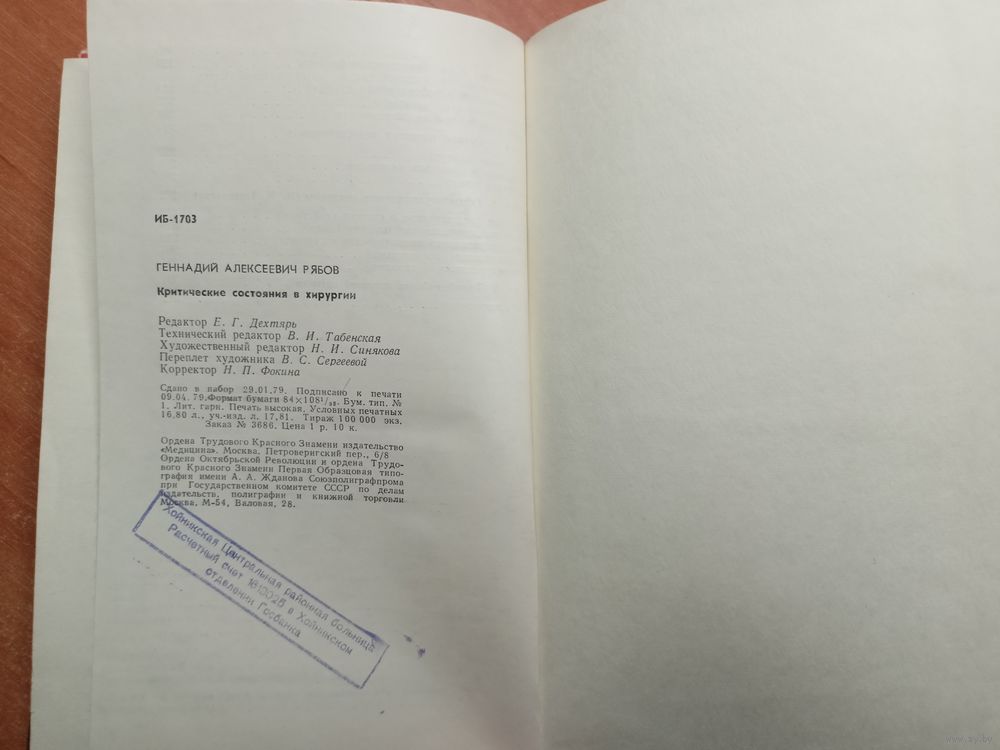 ИБ-1703
ГЕННАДИЙ АЛЕКСЕЕВИЧ РЯБОВ
Критические состояния в хирургии
Редактор Е. Г. Дехтярь
Технический редактор В. И. Табенская
Художественный редактор Н. И. Синякова
Переплет художника В. С. Сергеевой
Корректор Н. П. Фокина
Сдано в набор 29.01.79. Подписано к печати
09.04.79. Формат бумаги 84×108¹/₃₂. Бум. тип. №
1. Лит. гарн. Печать высокая. Условных печатных
16,80 л., уч.-изд. л. 17,81. Тираж 100 000 экз.
Заказ № 3686. Цена 1 р. 10 к.
Ордена Трудового Красного Знамени издательство
«Медицина». Москва, Петроверигский пер., 6/8
Ордена Октябрьской Революции и ордена Трудо-
вого Красного Знамени Первая Образцовая типо-
графия имени А. А. Жданова Союзполиграфпрома
при Государственном комитете СССР по делам
издательств, полиграфии и книжной торговли
Москва, М-54, Валовая, 28.
Хойникская Центральная районная больница
Расчетный счет в Хойникском
отделении Госбанка
www.ay.by